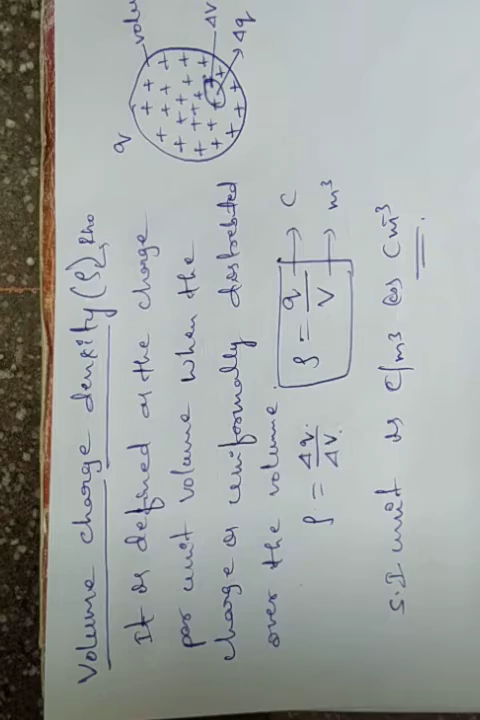 Volume charge density (ρ) Rho
It is defined as the charge
per unit volume when the
charge is uniformally distributed
over the volume.
ρ = Δq/ΔV ρ = q/V → C → m³
S.I unit is C/m³ (or) Cm⁻³
q
volu
ΔV
Δq